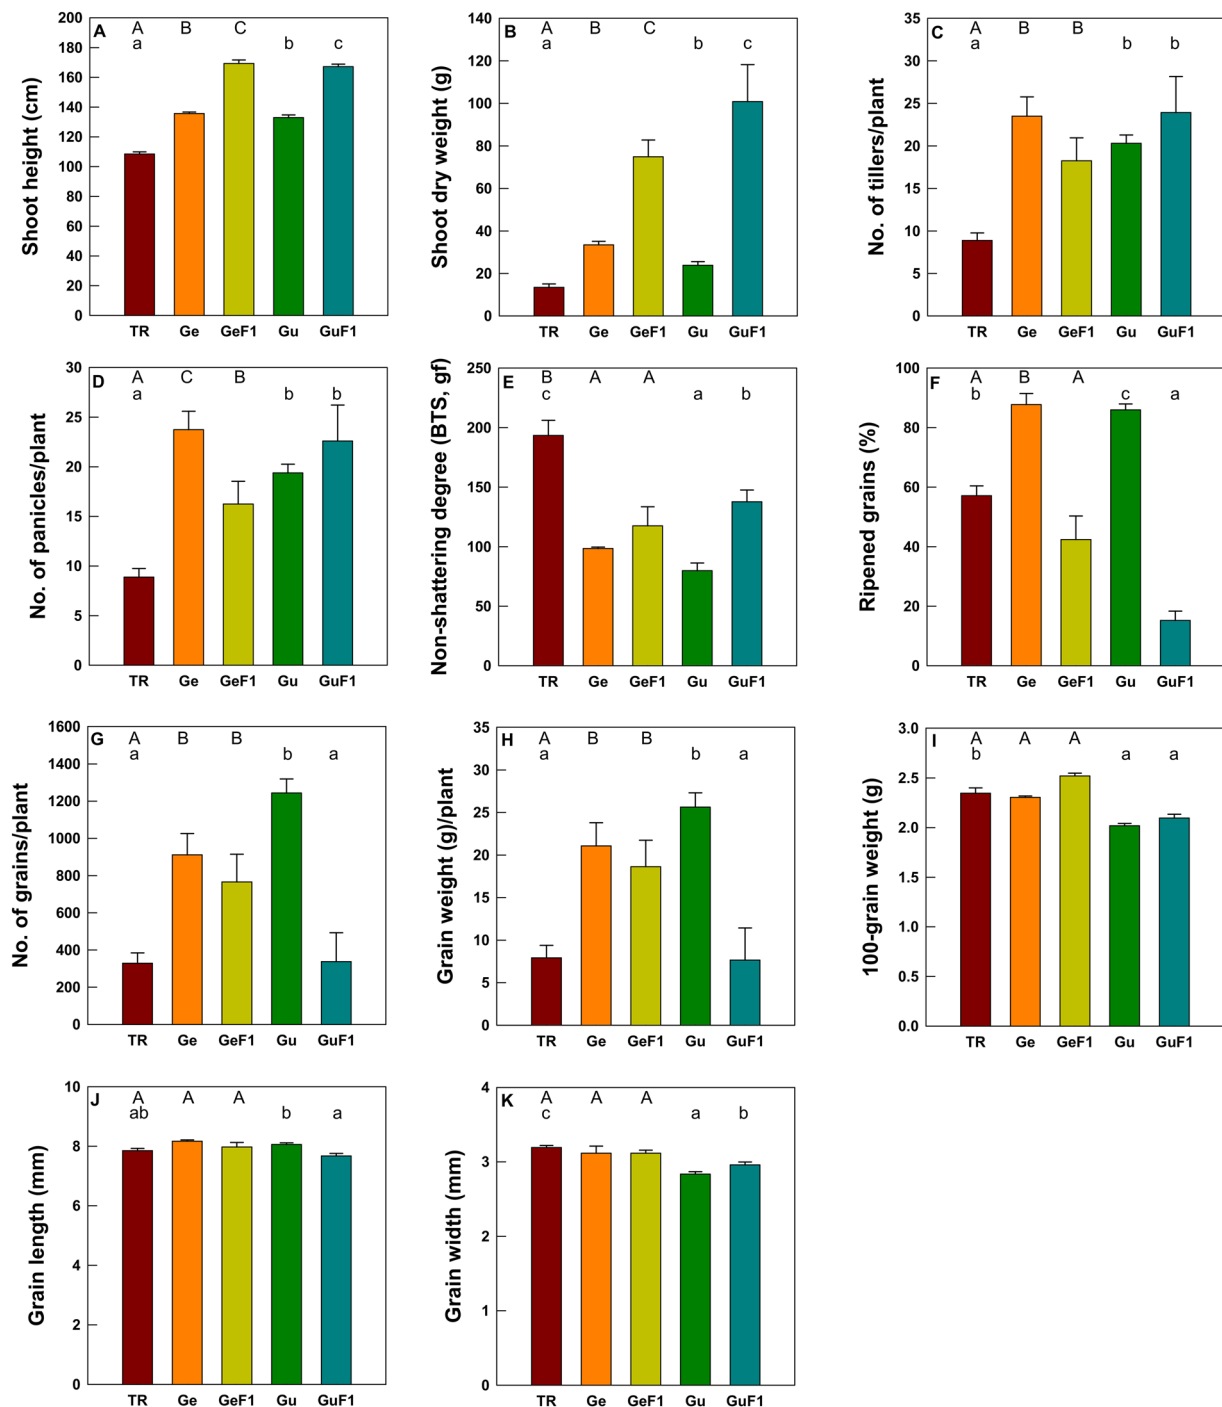 A
A B C
a b c
Shoot height (cm)
200
180
160
140
120
100
80
60
40
20
0
TR Ge GeF1 Gu GuF1
B
A B C
a b c
Shoot dry weight (g)
140
120
100
80
60
40
20
0
TR Ge GeF1 Gu GuF1
C
A B B
a b b
No. of tillers/plant
35
30
25
20
15
10
5
0
TR Ge GeF1 Gu GuF1
D
A C B
a b b
No. of panicles/plant
30
25
20
15
10
5
0
TR Ge GeF1 Gu GuF1
E
B A A
c a b
Non-shattering degree (BTS, gf)
250
200
150
100
50
0
TR Ge GeF1 Gu GuF1
F
A B A
b c a
Ripened grains (%)
100
80
60
40
20
0
TR Ge GeF1 Gu GuF1
G
A B B
a b a
No. of grains/plant
1600
1400
1200
1000
800
600
400
200
0
TR Ge GeF1 Gu GuF1
H
A B B
a b a
Grain weight (g)/plant
35
30
25
20
15
10
5
0
TR Ge GeF1 Gu GuF1
I
A A A
b a a
100-grain weight (g)
3.0
2.5
2.0
1.5
1.0
0.5
0.0
TR Ge GeF1 Gu GuF1
J
A A A
ab b a
Grain length (mm)
10
8
6
4
2
0
TR Ge GeF1 Gu GuF1
K
A A A
c a b
Grain width (mm)
4
3
2
1
0
TR Ge GeF1 Gu GuF1